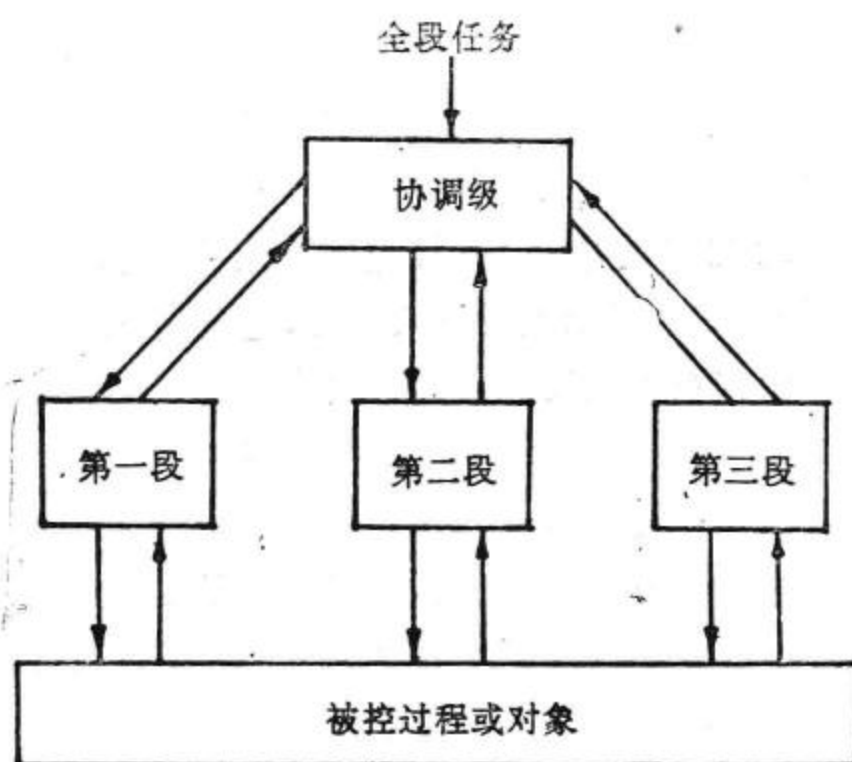 全段任务
协调级
第一段
第二段
第三段
被控过程或对象